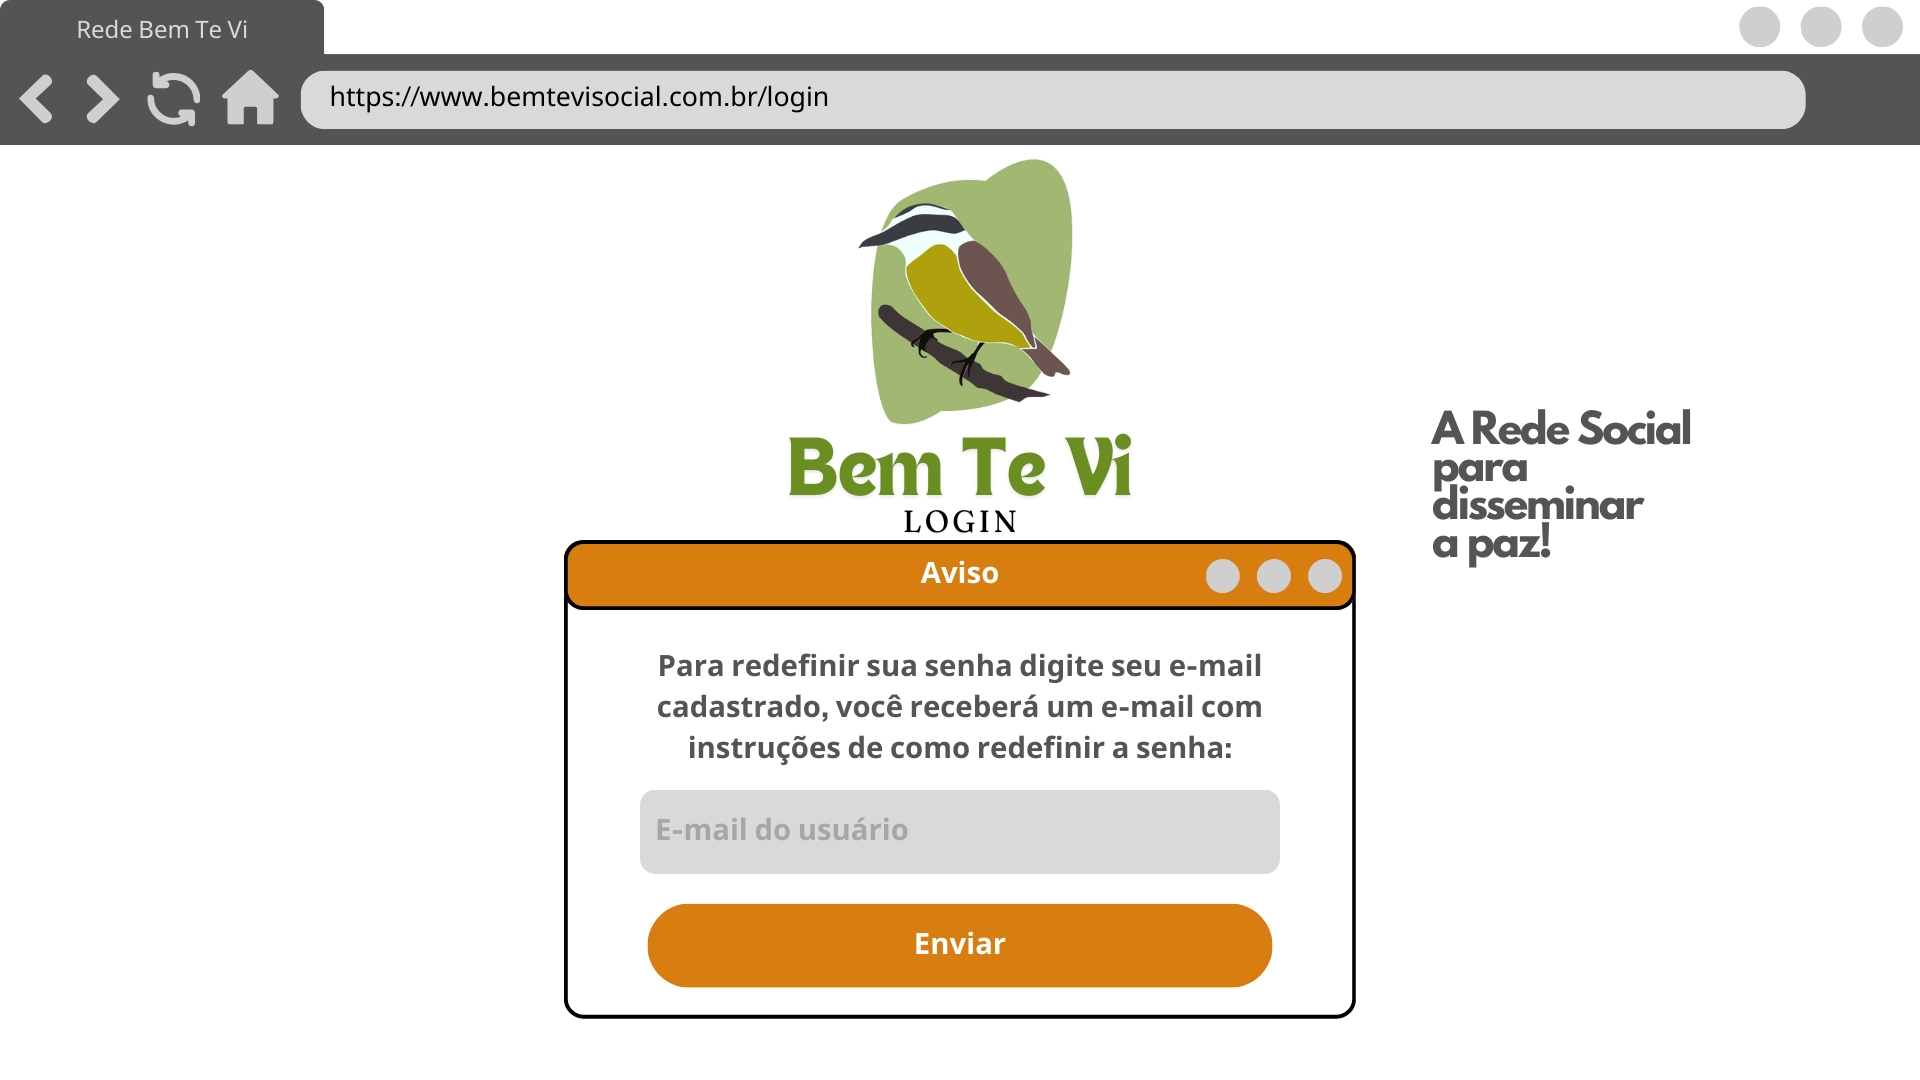 Rede Bem Te Vi
https://www.bemtevisocial.com.br/login
Bem Te Vi
LOGIN
A Rede Social
para
disseminar
a paz!
Aviso
Para redefinir sua senha digite seu e-mail
cadastrado, você receberá um e-mail com
instruções de como redefinir a senha:
E-mail do usuário
Enviar